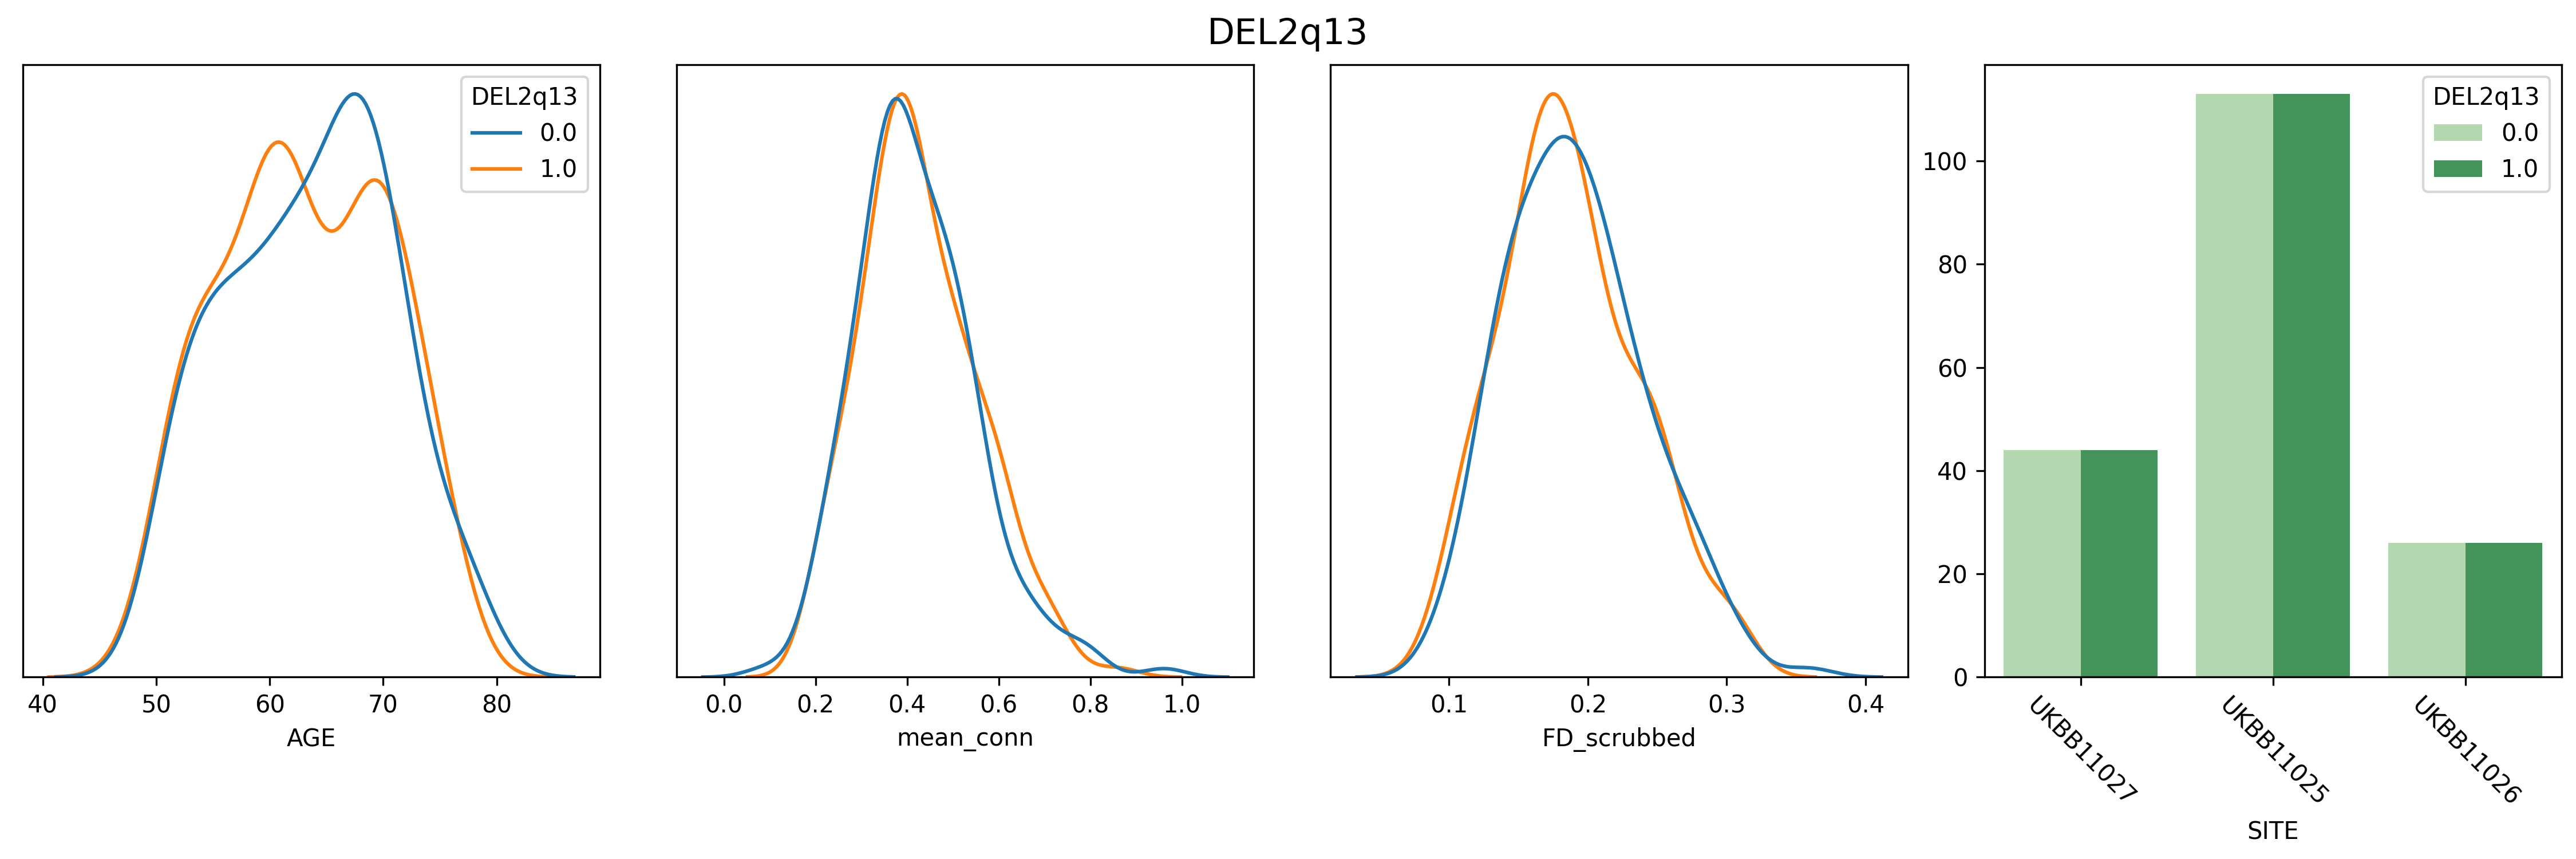 DEL2q13
DEL2q13
0.0
1.0
40 50 60 70 80
AGE
0.0 0.2 0.4 0.6 0.8 1.0
mean_conn
0.1 0.2 0.3 0.4
FD_scrubbed
DEL2q13
0.0
1.0
100
80
60
40
20
0
UKBB11027 UKBB11025 UKBB11026
SITE